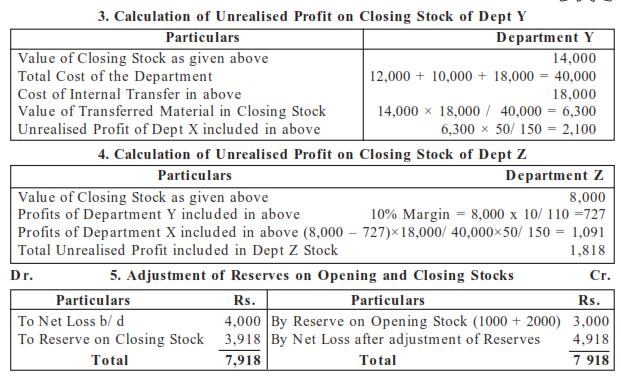 3. Calculation of Unrealised Profit on Closing Stock of Dept Y
Particulars Department Y
Value of Closing Stock as given above 14,000
Total Cost of the Department 12,000 + 10,000 + 18,000 = 40,000
Cost of Internal Transfer in above 18,000
Value of Transferred Material in Closing Stock 14,000 × 18,000 / 40,000 = 6,300
Unrealised Profit of Dept X included in above 6,300 × 50/ 150 = 2,100
4. Calculation of Unrealised Profit on Closing Stock of Dept Z
Particulars Department Z
Value of Closing Stock as given above 8,000
Profits of Department Y included in above 10% Margin = 8,000 x 10/ 110 =727
Profits of Department X included in above (8,000 – 727)×18,000/ 40,000×50/ 150 = 1,091
Total Unrealised Profit included in Dept Z Stock 1,818
Dr. 5. Adjustment of Reserves on Opening and Closing Stocks Cr.
Particulars Rs. Particulars Rs.
To Net Loss b/ d 4,000 By Reserve on Opening Stock (1000 + 2000) 3,000
To Reserve on Closing Stock 3,918 By Net Loss after adjustment of Reserves 4,918
Total 7,918 Total 7 918